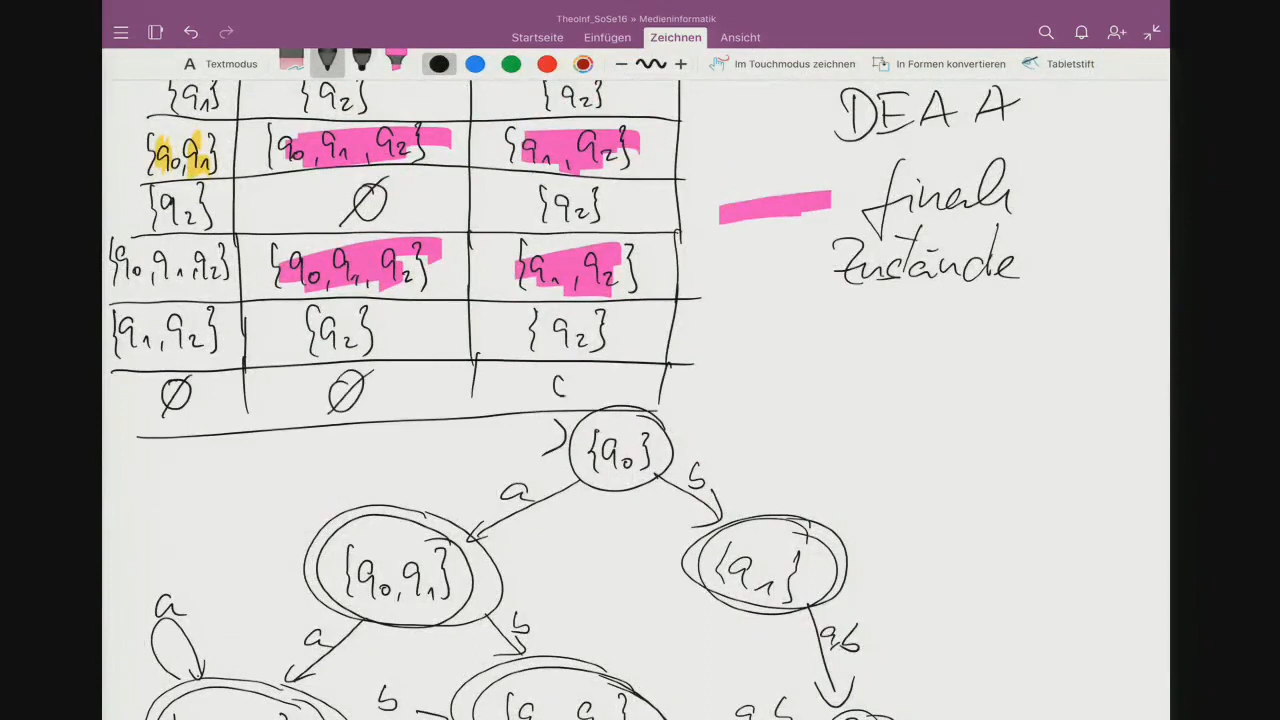 TheoInf_SoSe16 » Medieninformatik
Startseite Einfügen Zeichnen Ansicht
A Textmodus Im Touchmodus zeichnen In Formen konvertieren Tabletstift
{q1} {q2} {q2}
{q0,q1} {q0,q1,q2} {q1,q2}
{q2} ∅ {q2}
{q0,q1,q2} {q0,q1,q2} {q1,q2}
{q1,q2} {q2} {q2}
∅ ∅ C
DEA A
finale
Zustände
{q0}
a b
{q0,q1} {q1}
a a b a,b
b a,b